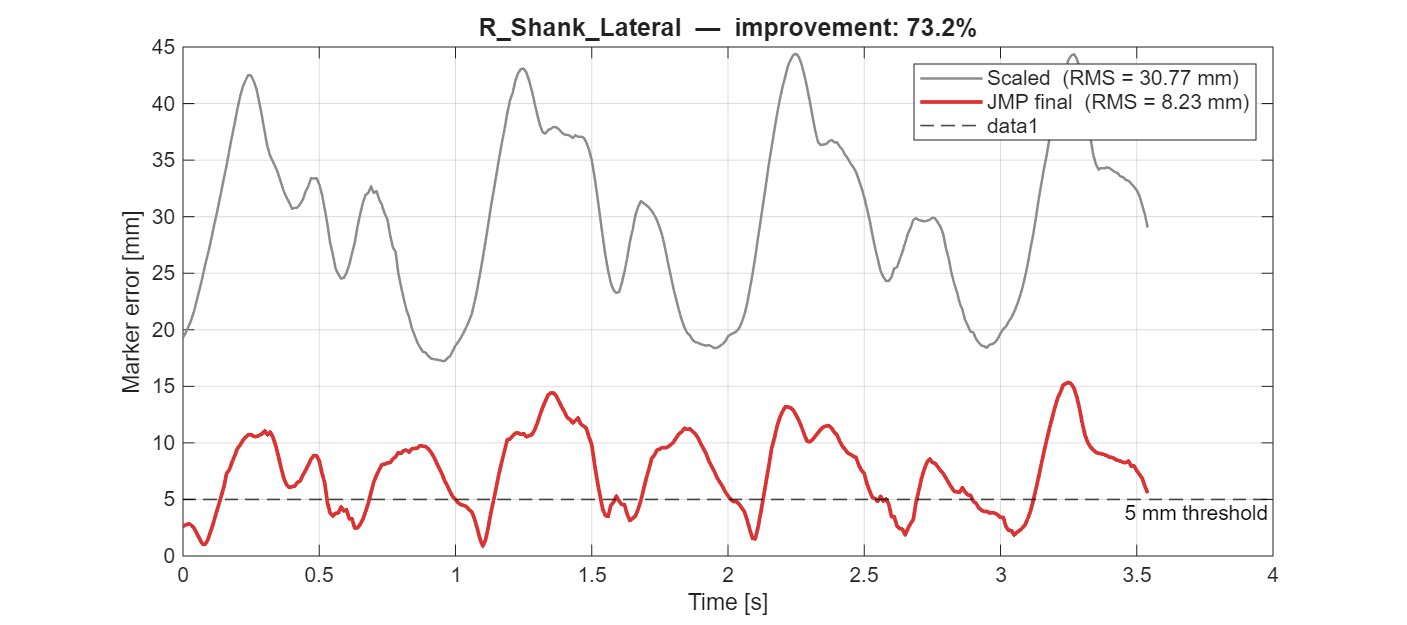 R_Shank_Lateral — improvement: 73.2%
Scaled (RMS = 30.77 mm)
JMP final (RMS = 8.23 mm)
data1
Marker error [mm]
45
40
35
30
25
20
15
10
5
0
5 mm threshold
0 0.5 1 1.5 2 2.5 3 3.5 4
Time [s]